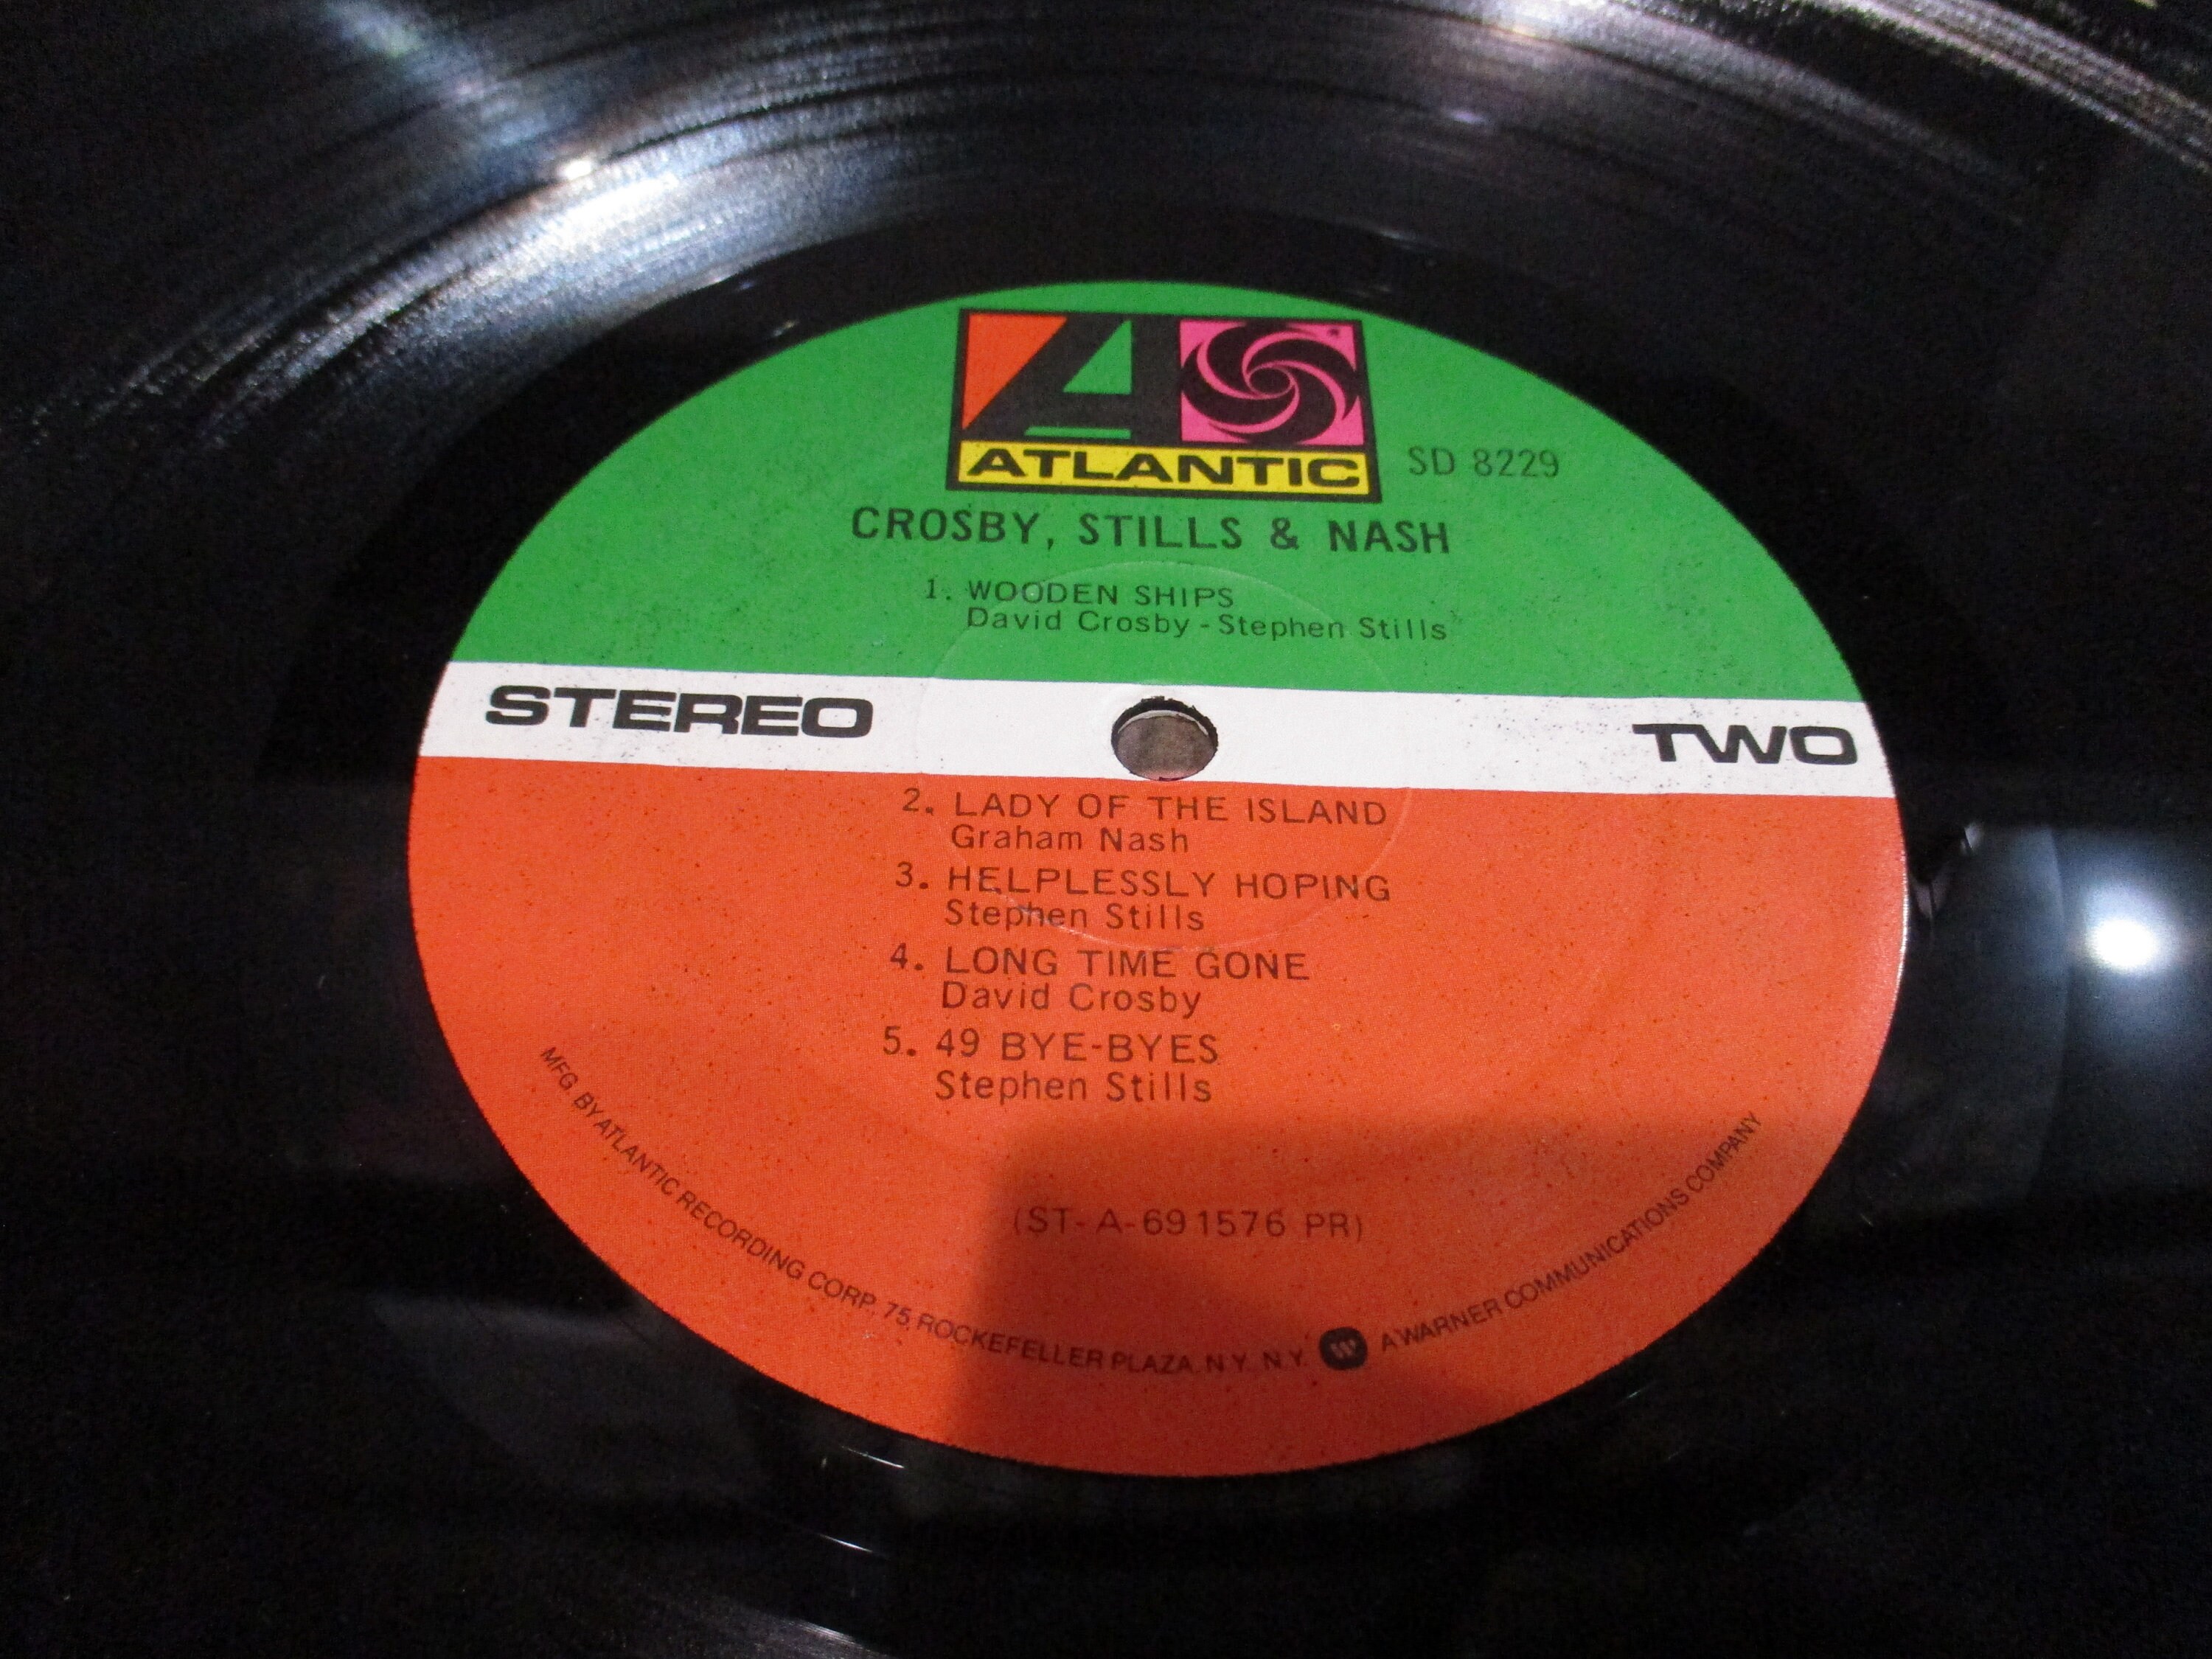 ATLANTIC
SD 8229
CROSBY, STILLS & NASH
1. WOODEN SHIPS
David Crosby - Stephen Stills
STEREO
TWO
2. LADY OF THE ISLAND
Graham Nash
3. HELPLESSLY HOPING
Stephen Stills
4. LONG TIME GONE
David Crosby
5. 49 BYE-BYES
Stephen Stills
(ST-A-691576 PR)
MFG. BY ATLANTIC RECORDING CORP., 75 ROCKEFELLER PLAZA, N.Y., N.Y. A WARNER COMMUNICATIONS COMPANY